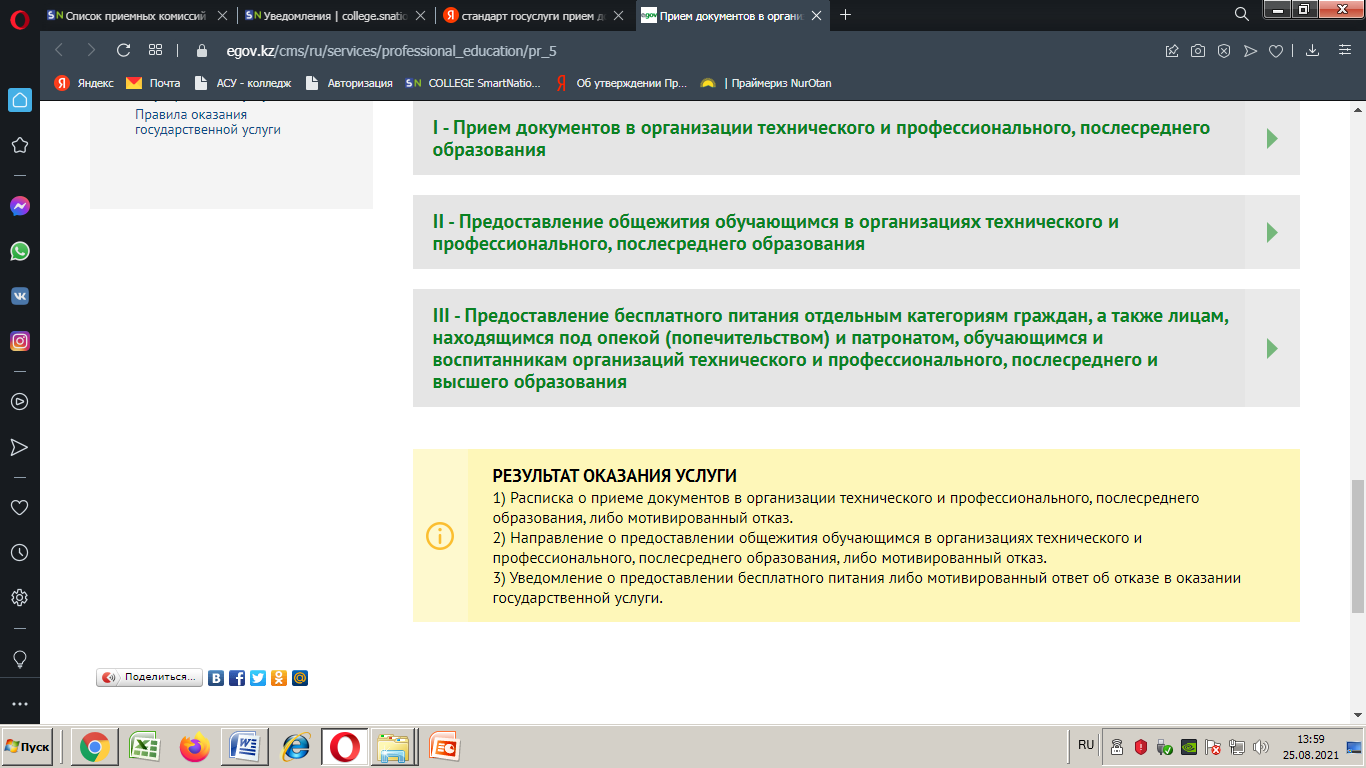 Список приемных комиссий
Уведомления | college.snatio
стандарт госуслуги прием д
Прием документов в органи
egov.kz/cms/ru/services/professional_education/pr_5
Яндекс
Почта
АСУ - колледж
Авторизация
COLLEGE SmartNatio...
Об утверждении Пр...
| Праймериз NurOtan
Правила оказания
государственной услуги
I - Прием документов в организации технического и профессионального, послесреднего
образования
II - Предоставление общежития обучающимся в организациях технического и
профессионального, послесреднего образования
III - Предоставление бесплатного питания отдельным категориям граждан, а также лицам,
находящимся под опекой (попечительством) и патронатом, обучающимся и
воспитанникам организаций технического и профессионального, послесреднего и
высшего образования
РЕЗУЛЬТАТ ОКАЗАНИЯ УСЛУГИ
1) Расписка о приеме документов в организации технического и профессионального, послесреднего
образования, либо мотивированный отказ.
2) Направление о предоставлении общежития обучающимся в организациях технического и
профессионального, послесреднего образования, либо мотивированный отказ.
3) Уведомление о предоставлении бесплатного питания либо мотивированный ответ об отказе в оказании
государственной услуги.
Поделиться...
Пуск
RU
13:59
25.08.2021